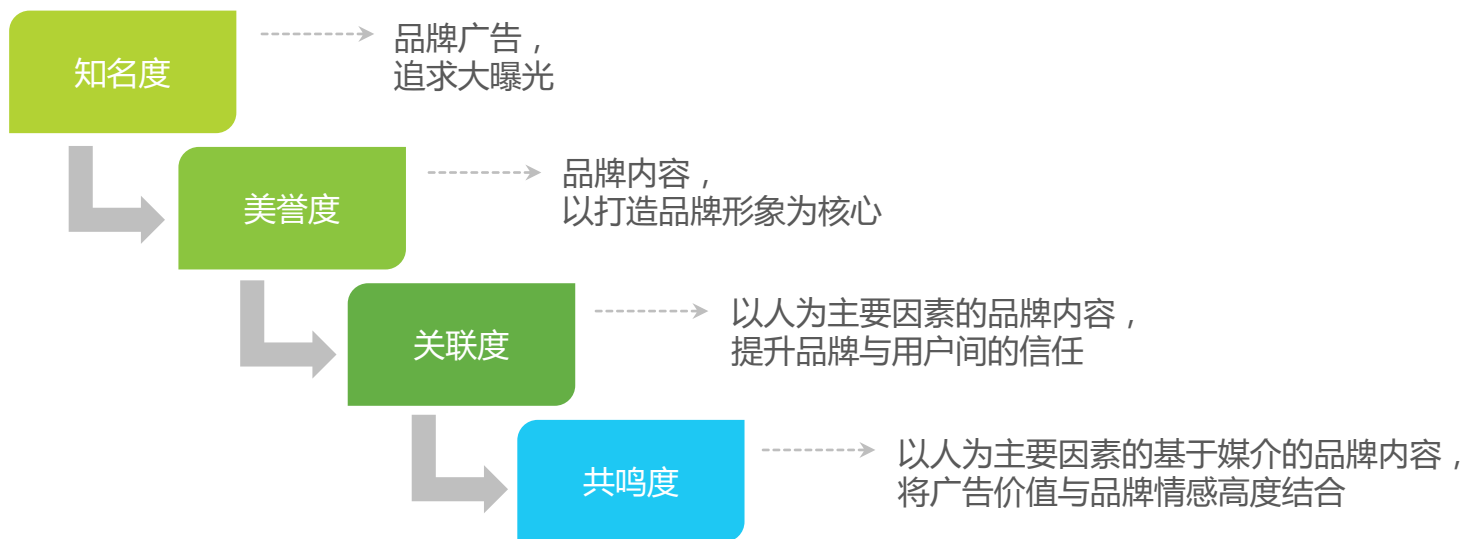 知名度
品牌广告，
追求大曝光
美誉度
品牌内容，
以打造品牌形象为核心
关联度
以人为主要因素的品牌内容，
提升品牌与用户间的信任
共鸣度
以人为主要因素的基于媒介的品牌内容，
将广告价值与品牌情感高度结合